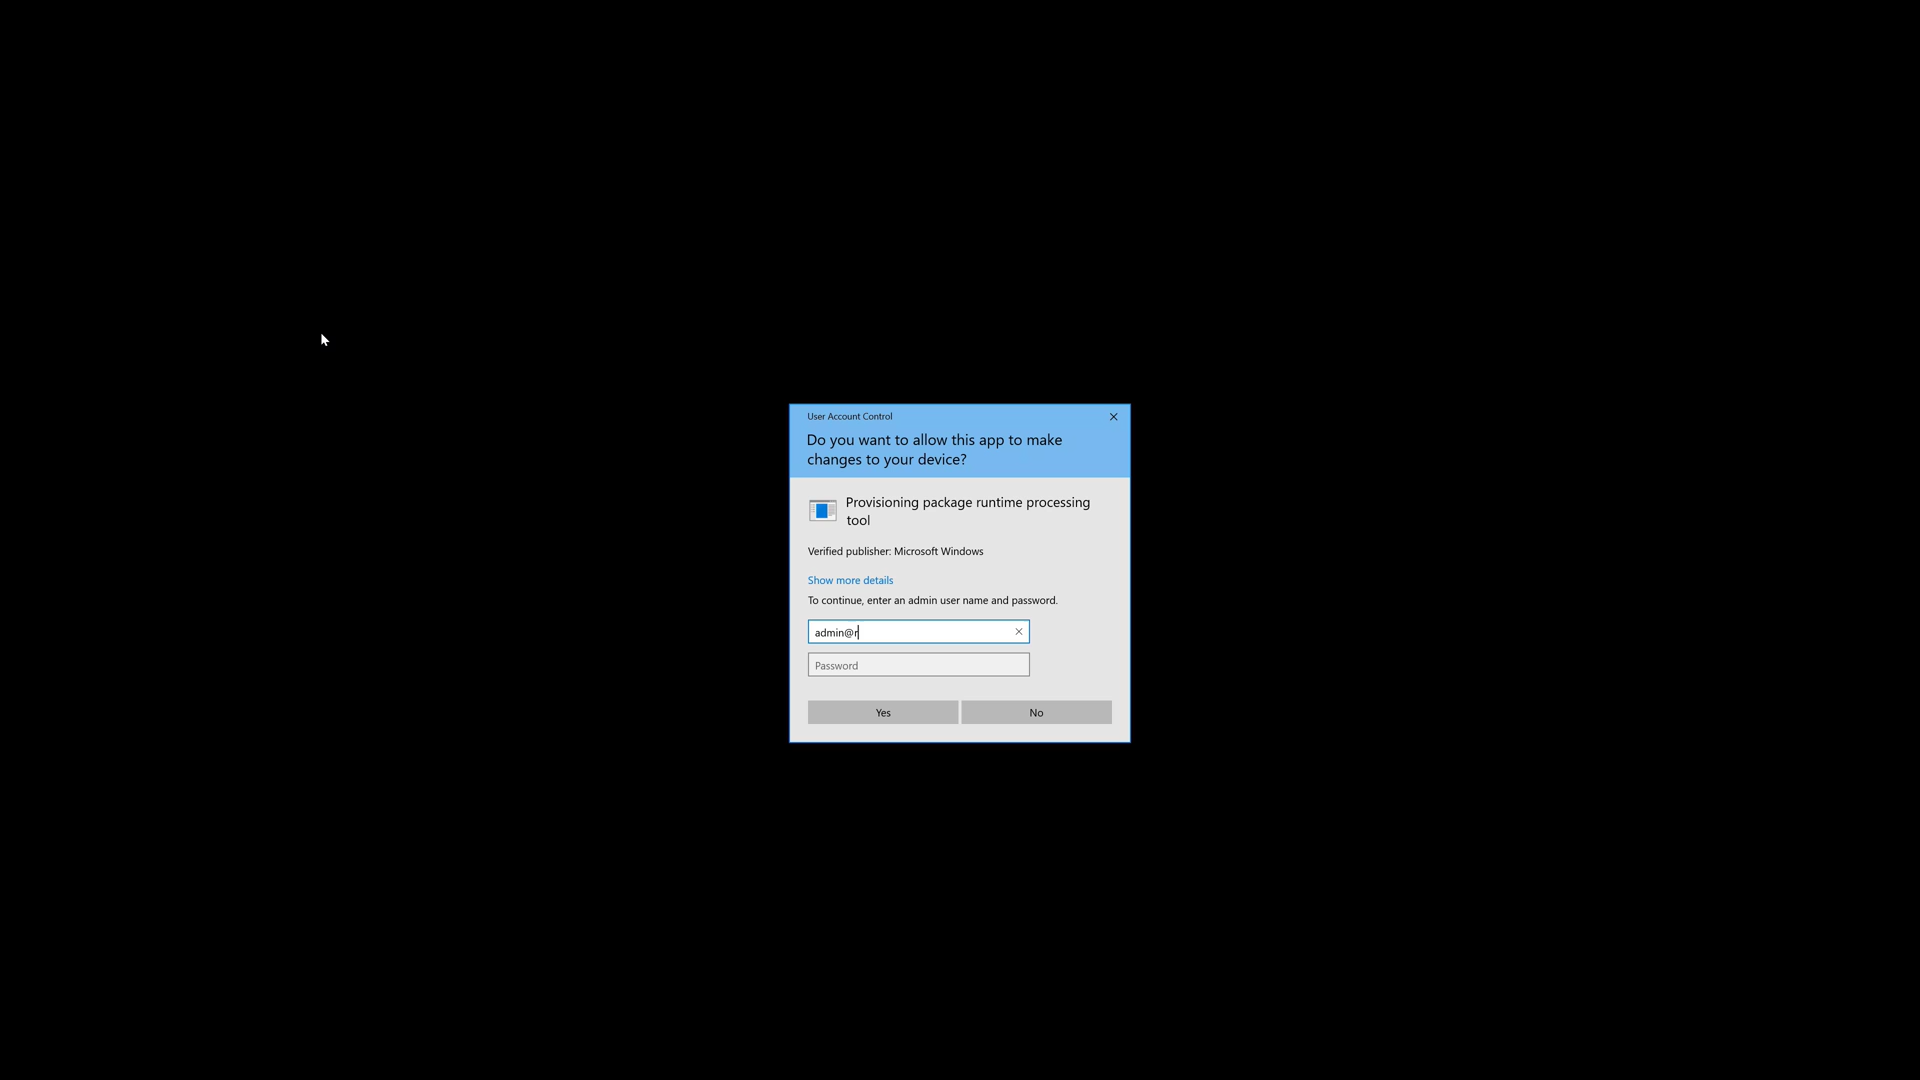 User Account Control
Do you want to allow this app to make
changes to your device?
Provisioning package runtime processing
tool
Verified publisher: Microsoft Windows
Show more details
To continue, enter an admin user name and password.
admin@r
Password
Yes
No